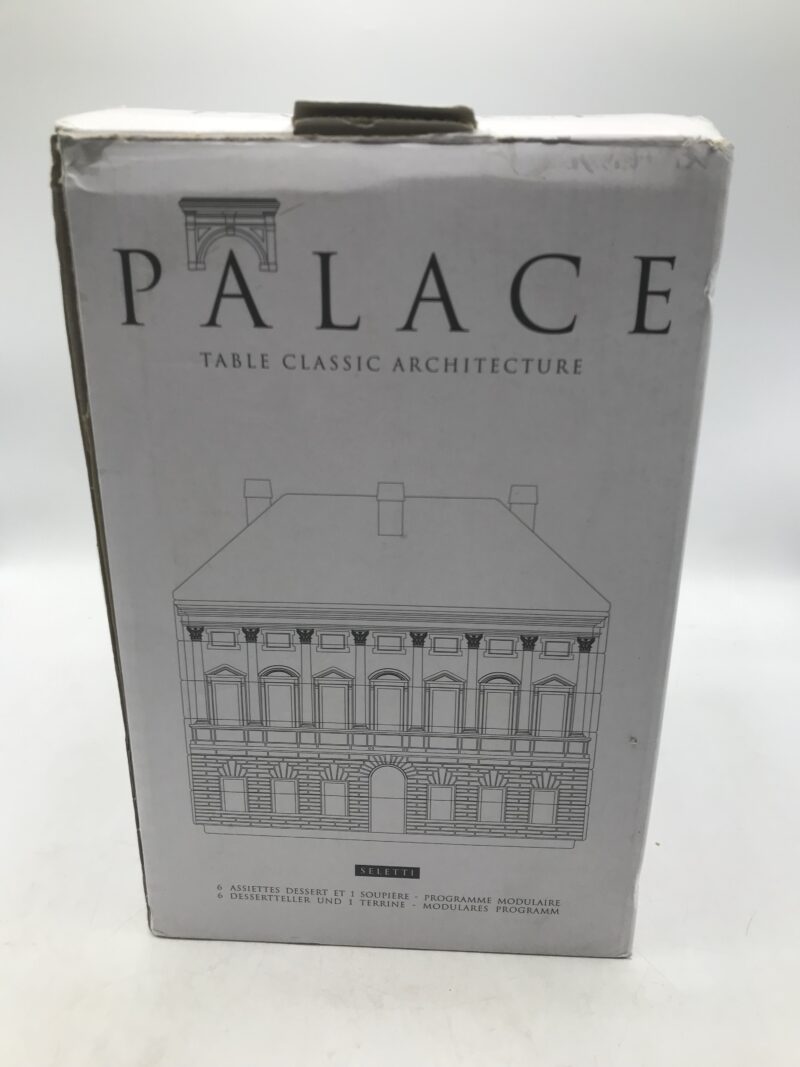 PALACE
TABLE CLASSIC ARCHITECTURE
SELETTI
6 ASSIETTES DESSERT ET 1 SOUPIÈRE - PROGRAMME MODULAIRE
6 DESSERTTELLER UND 1 TERRINE - MODULARES PROGRAMM